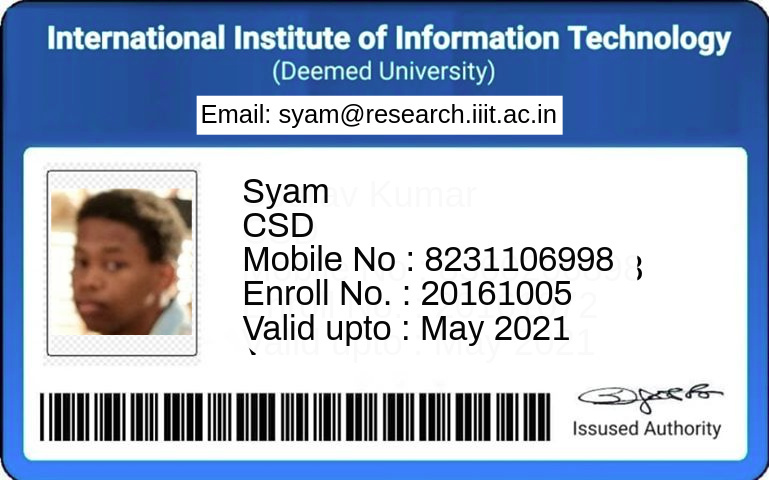 International Institute of Information Technology
(Deemed University)
Email: syam@research.iiit.ac.in
Syam
CSD
Mobile No : 8231106998
Enroll No. : 20161005
Valid upto : May 2021
Issused Authority